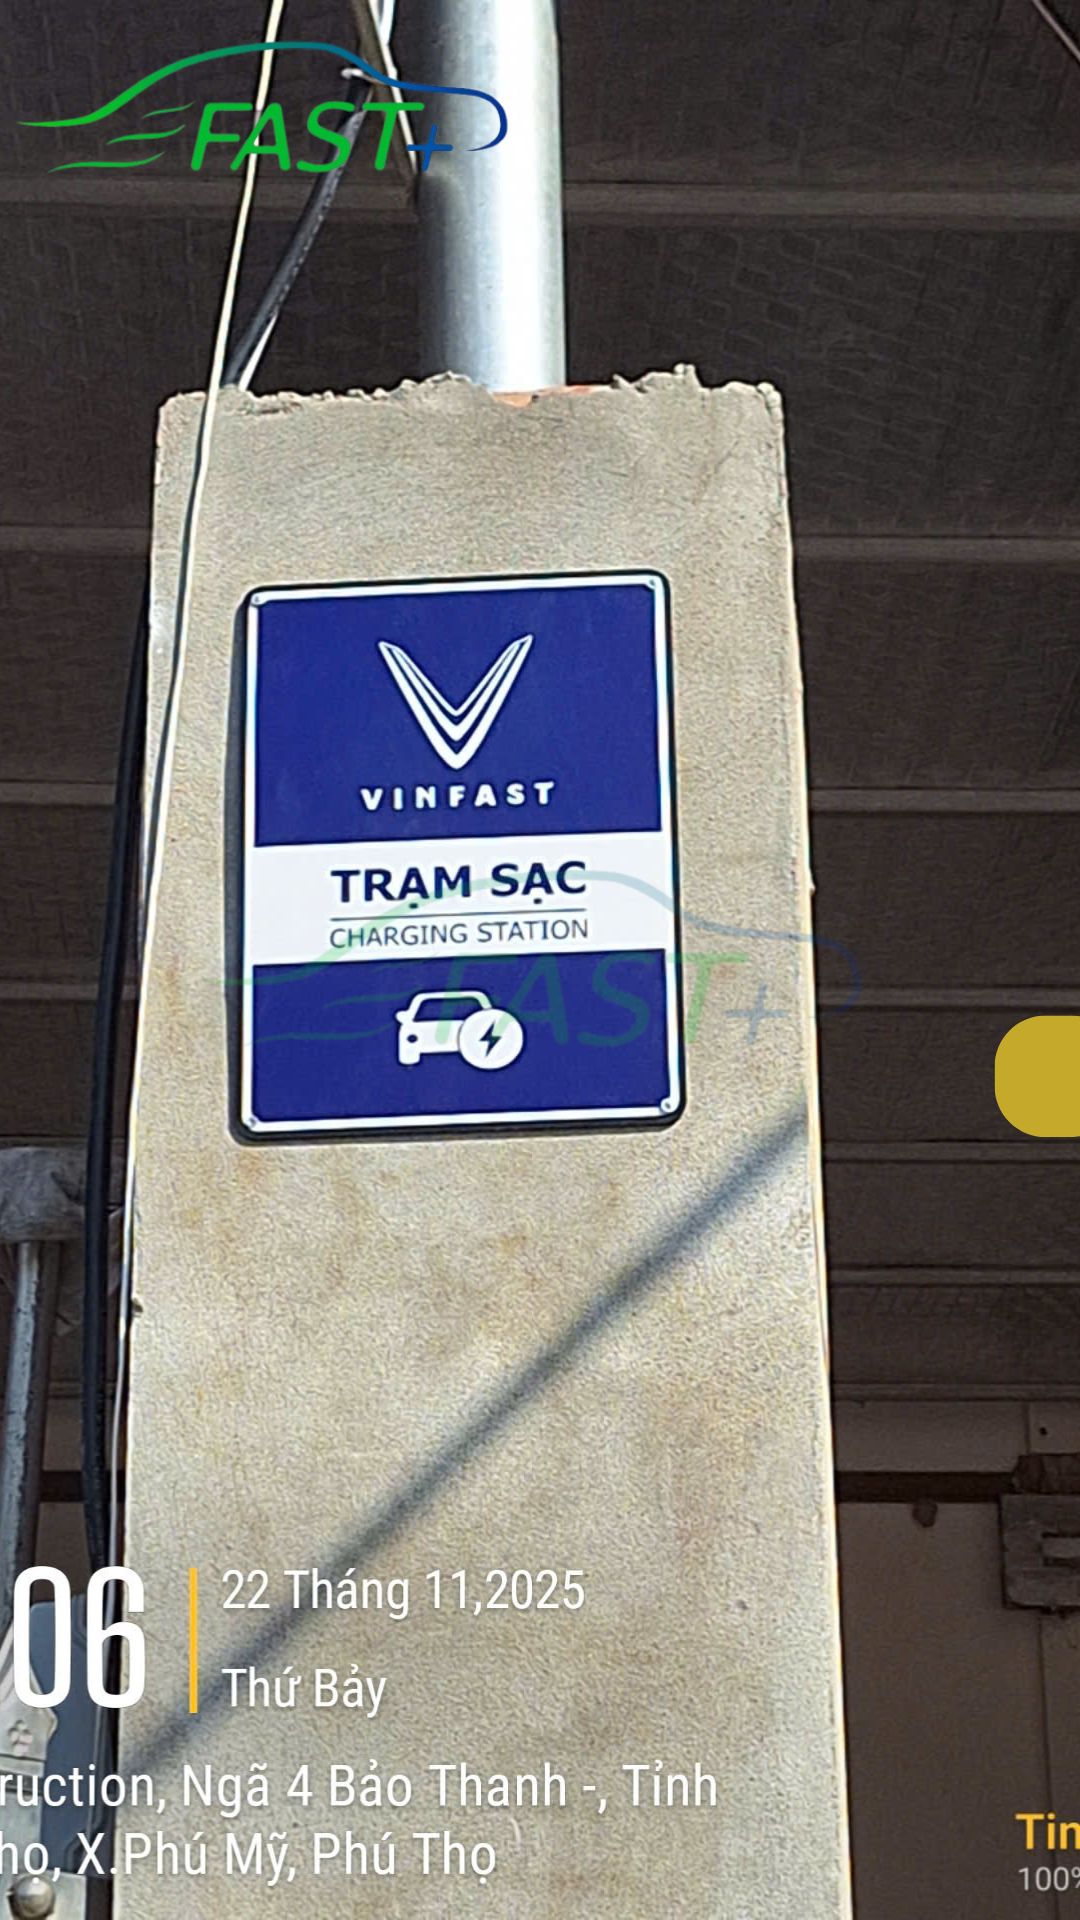 FAST+
VINFAST
TRẠM SẠC
CHARGING STATION
FAST+
06
22 Tháng 11,2025
Thứ Bảy
ruction, Ngã 4 Bảo Thanh -, Tỉnh
họ, X.Phú Mỹ, Phú Thọ
Tim
100%